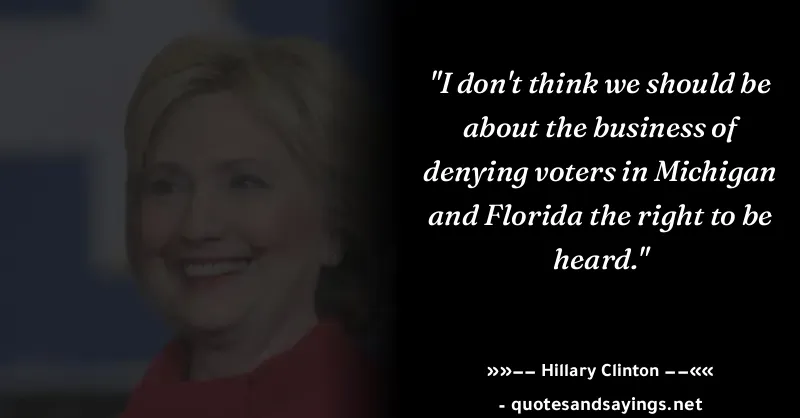 "I don't think we should be
about the business of
denying voters in Michigan
and Florida the right to be
heard."
»»−− Hillary Clinton −−««
- quotesandsayings.net